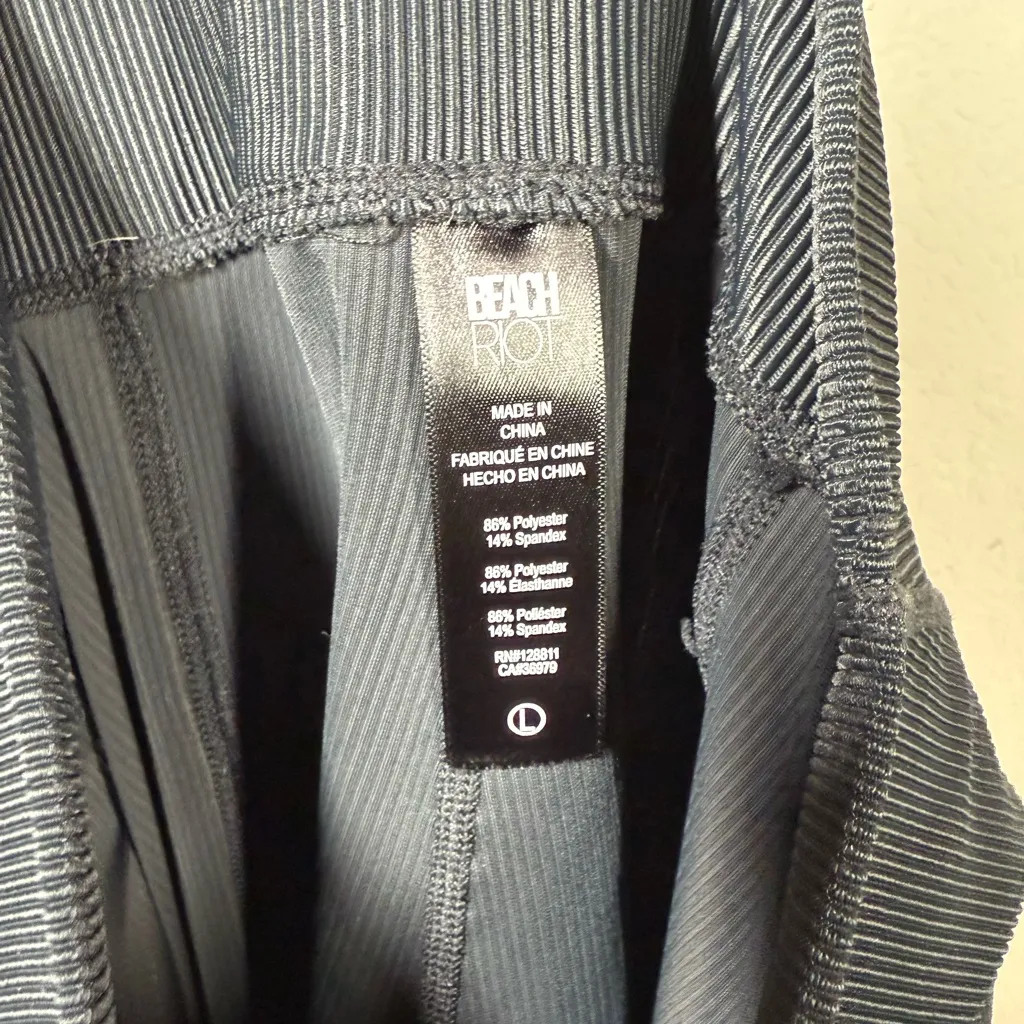 BEACH
RIOT
MADE IN
CHINA
FABRIQUÉ EN CHINE
HECHO EN CHINA
86% Polyester
14% Spandex
86% Polyester
14% Élasthanne
86% Poliéster
14% Spandex
RN#128811
CA#36979
L